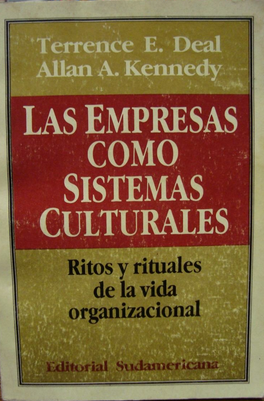 Terrence E. Deal
Allan A. Kennedy
LAS EMPRESAS
COMO
SISTEMAS
CULTURALES
Ritos y rituales
de la vida
organizacional
Editorial Sudamericana